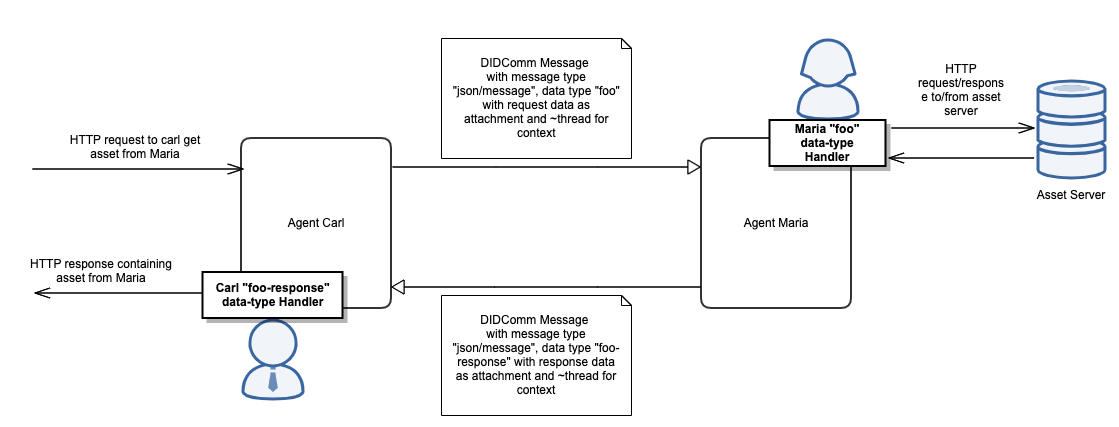 HTTP request to carl get
asset from Maria
DIDComm Message
with message type
"json/message", data type "foo"
with request data as
attachment and ~thread for
context
Maria "foo"
data-type
Handler
HTTP
request/respons
e to/from asset
server
Asset Server
Agent Carl
Agent Maria
HTTP response containing
asset from Maria
Carl "foo-response"
data-type Handler
DIDComm Message
with message type
"json/message", data type "foo-
response" with response data
as attachment and ~thread for
context